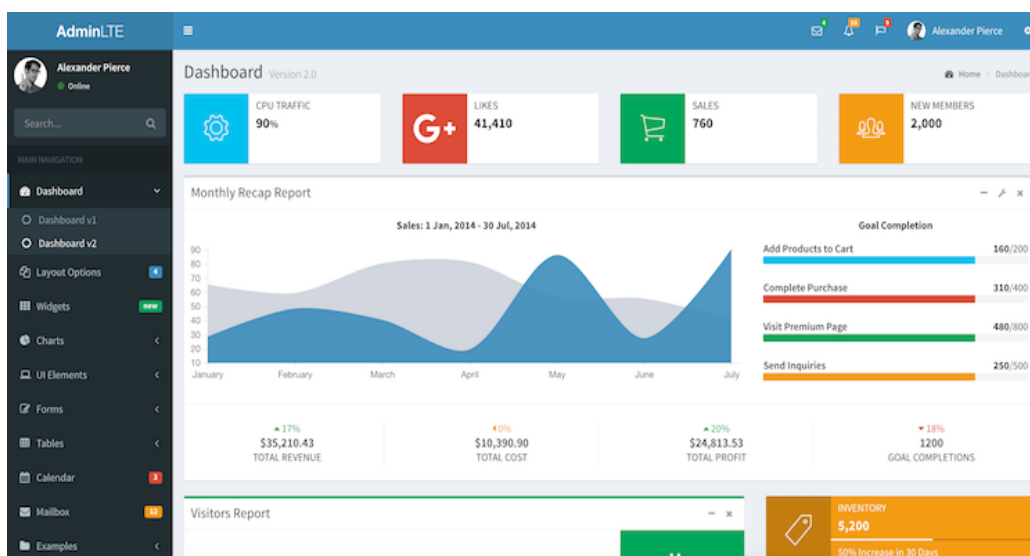 AdminLTE
4
10
9
Alexander Pierce
Alexander Pierce
Online
Search...
MAIN NAVIGATION
Dashboard
Dashboard v1
Dashboard v2
Layout Options 4
Widgets new
Charts
UI Elements
Forms
Tables
Calendar 3
Mailbox 12
Examples
Dashboard Version 2.0
Home > Dashboar
CPU TRAFFIC
90%
G+
LIKES
41,410
SALES
760
NEW MEMBERS
2,000
Monthly Recap Report
Sales: 1 Jan, 2014 - 30 Jul, 2014
90
80
70
60
50
40
30
20
10
January February March April May June July
Goal Completion
Add Products to Cart 160/200
Complete Purchase 310/400
Visit Premium Page 480/800
Send Inquiries 250/500
17%
$35,210.43
TOTAL REVENUE
0%
$10,390.90
TOTAL COST
20%
$24,813.53
TOTAL PROFIT
18%
1200
GOAL COMPLETIONS
Visitors Report
INVENTORY
5,200
50% Increase in 30 Days